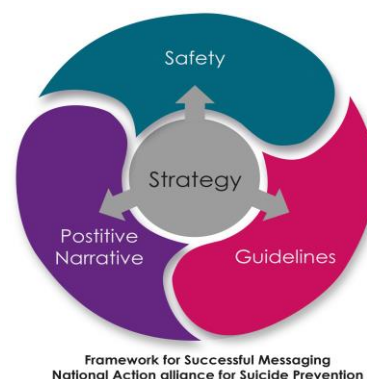 Safety
Strategy
Postitive
Narrative
Guidelines
Framework for Successful Messaging
National Action alliance for Suicide Prevention